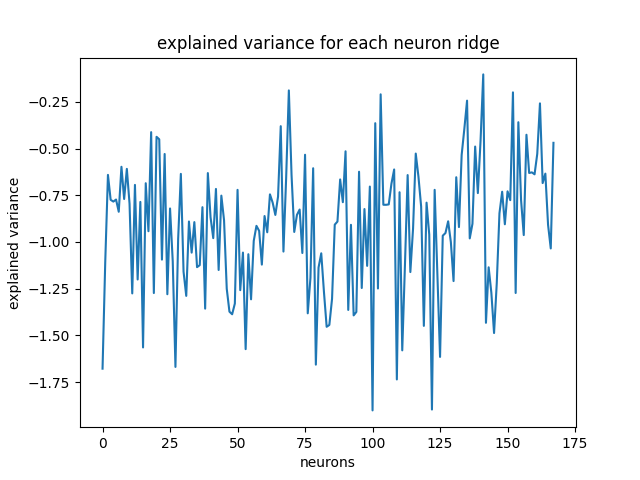 explained variance for each neuron ridge
explained variance
−0.25
−0.50
−0.75
−1.00
−1.25
−1.50
−1.75
0 25 50 75 100 125 150 175
neurons